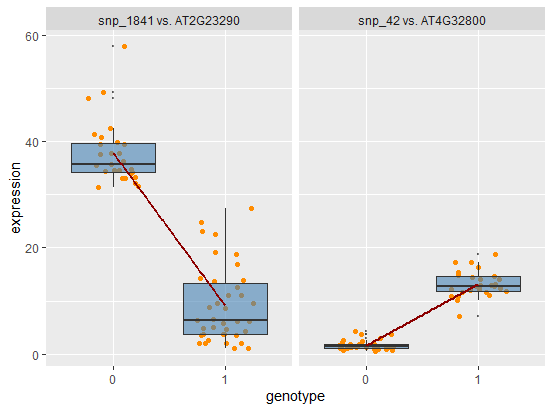 snp_1841 vs. AT2G23290
snp_42 vs. AT4G32800
60
40
20
0
expression
0
1
0
1
genotype